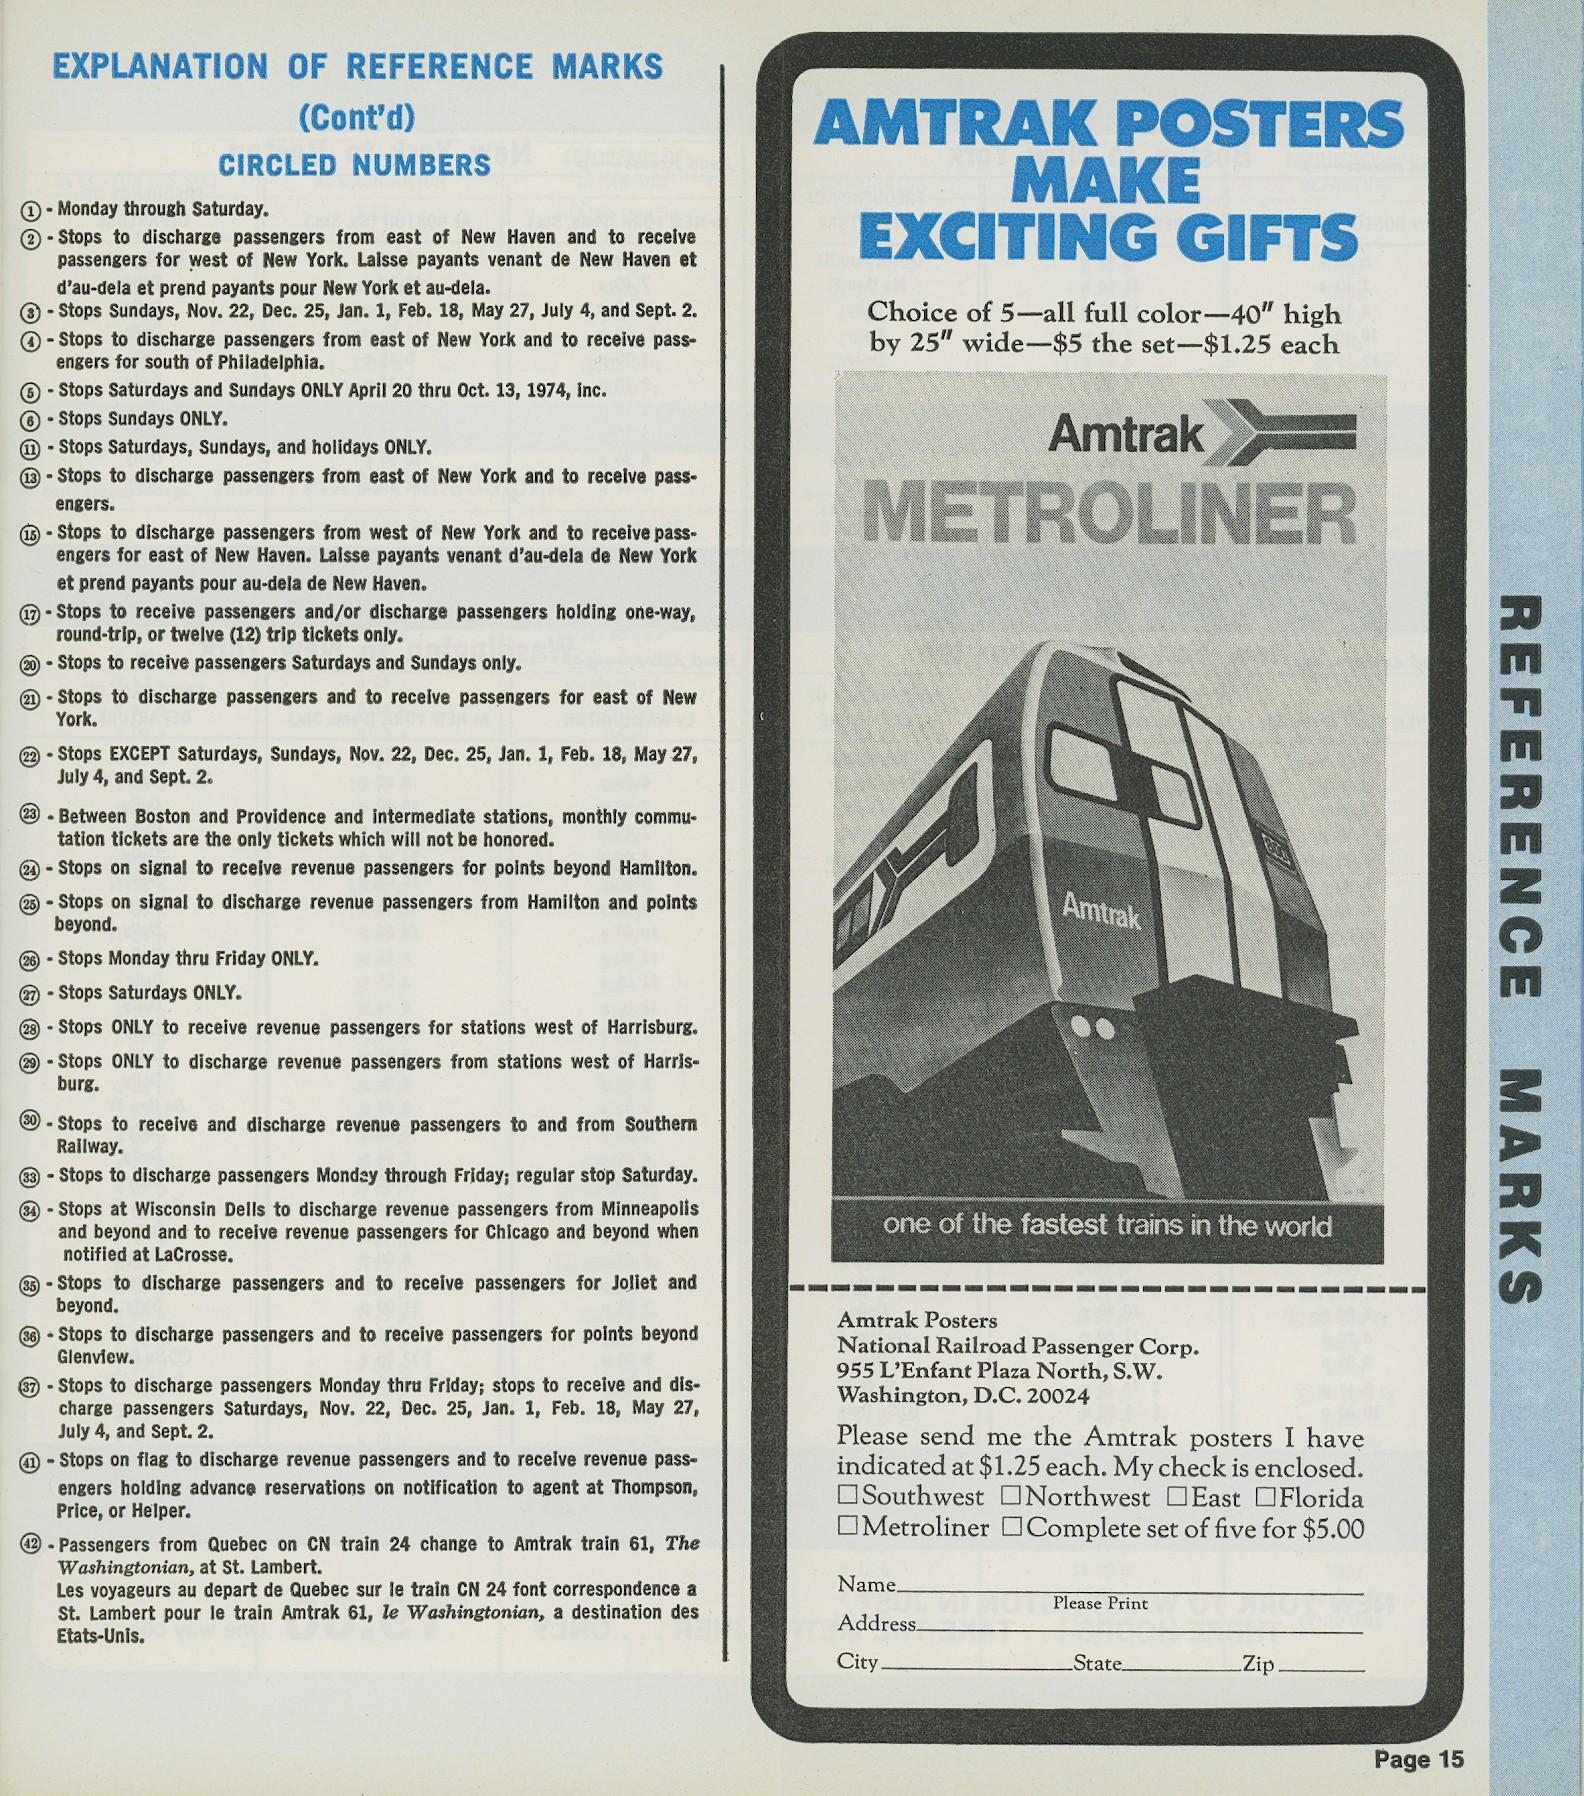 EXPLANATION OF REFERENCE MARKS
(Cont'd)
CIRCLED NUMBERS
① - Monday through Saturday.
② - Stops to discharge passengers from east of New Haven and to receive
passengers for west of New York. Laisse payants venant de New Haven et
d'au-dela et prend payants pour New York et au-dela.
③ - Stops Sundays, Nov. 22, Dec. 25, Jan. 1, Feb. 18, May 27, July 4, and Sept. 2.
④ - Stops to discharge passengers from east of New York and to receive pass-
engers for south of Philadelphia.
⑤ - Stops Saturdays and Sundays ONLY April 20 thru Oct. 13, 1974, inc.
⑥ - Stops Sundays ONLY.
⑪ - Stops Saturdays, Sundays, and holidays ONLY.
⑬ - Stops to discharge passengers from east of New York and to receive pass-
engers.
⑮ - Stops to discharge passengers from west of New York and to receive pass-
engers for east of New Haven. Laisse payants venant d'au-dela de New York
et prend payants pour au-dela de New Haven.
⑰ - Stops to receive passengers and/or discharge passengers holding one-way,
round-trip, or twelve (12) trip tickets only.
⑳ - Stops to receive passengers Saturdays and Sundays only.
㉑ - Stops to discharge passengers and to receive passengers for east of New
York.
㉒ - Stops EXCEPT Saturdays, Sundays, Nov. 22, Dec. 25, Jan. 1, Feb. 18, May 27,
July 4, and Sept. 2.
㉓ - Between Boston and Providence and intermediate stations, monthly commu-
tation tickets are the only tickets which will not be honored.
㉔ - Stops on signal to receive revenue passengers for points beyond Hamilton.
㉕ - Stops on signal to discharge revenue passengers from Hamilton and points
beyond.
㉖ - Stops Monday thru Friday ONLY.
㉗ - Stops Saturdays ONLY.
㉘ - Stops ONLY to receive revenue passengers for stations west of Harrisburg.
㉙ - Stops ONLY to discharge revenue passengers from stations west of Harris-
burg.
㉚ - Stops to receive and discharge revenue passengers to and from Southern
Railway.
㉝ - Stops to discharge passengers Monday through Friday; regular stop Saturday.
㉞ - Stops at Wisconsin Dells to discharge revenue passengers from Minneapolis
and beyond and to receive revenue passengers for Chicago and beyond when
notified at LaCrosse.
㉟ - Stops to discharge passengers and to receive passengers for Joliet and
beyond.
㊱ - Stops to discharge passengers and to receive passengers for points beyond
Glenview.
㊲ - Stops to discharge passengers Monday thru Friday; stops to receive and dis-
charge passengers Saturdays, Nov. 22, Dec. 25, Jan. 1, Feb. 18, May 27,
July 4, and Sept. 2.
㊶ - Stops on flag to discharge revenue passengers and to receive revenue pass-
engers holding advance reservations on notification to agent at Thompson,
Price, or Helper.
㊷ - Passengers from Quebec on CN train 24 change to Amtrak train 61, The
Washingtonian, at St. Lambert.
Les voyageurs au depart de Quebec sur le train CN 24 font correspondence a
St. Lambert pour le train Amtrak 61, le Washingtonian, a destination des
Etats-Unis.
AMTRAK POSTERS
MAKE
EXCITING GIFTS
Choice of 5—all full color—40" high
by 25" wide—$5 the set—$1.25 each
Amtrak
METROLINER
Amtrak
one of the fastest trains in the world
Amtrak Posters
National Railroad Passenger Corp.
955 L'Enfant Plaza North, S.W.
Washington, D.C. 20024
Please send me the Amtrak posters I have
indicated at $1.25 each. My check is enclosed.
☐Southwest ☐Northwest ☐East ☐Florida
☐Metroliner ☐Complete set of five for $5.00
Name
Please Print
Address
City State Zip
Page 15
REFERENCE MARKS